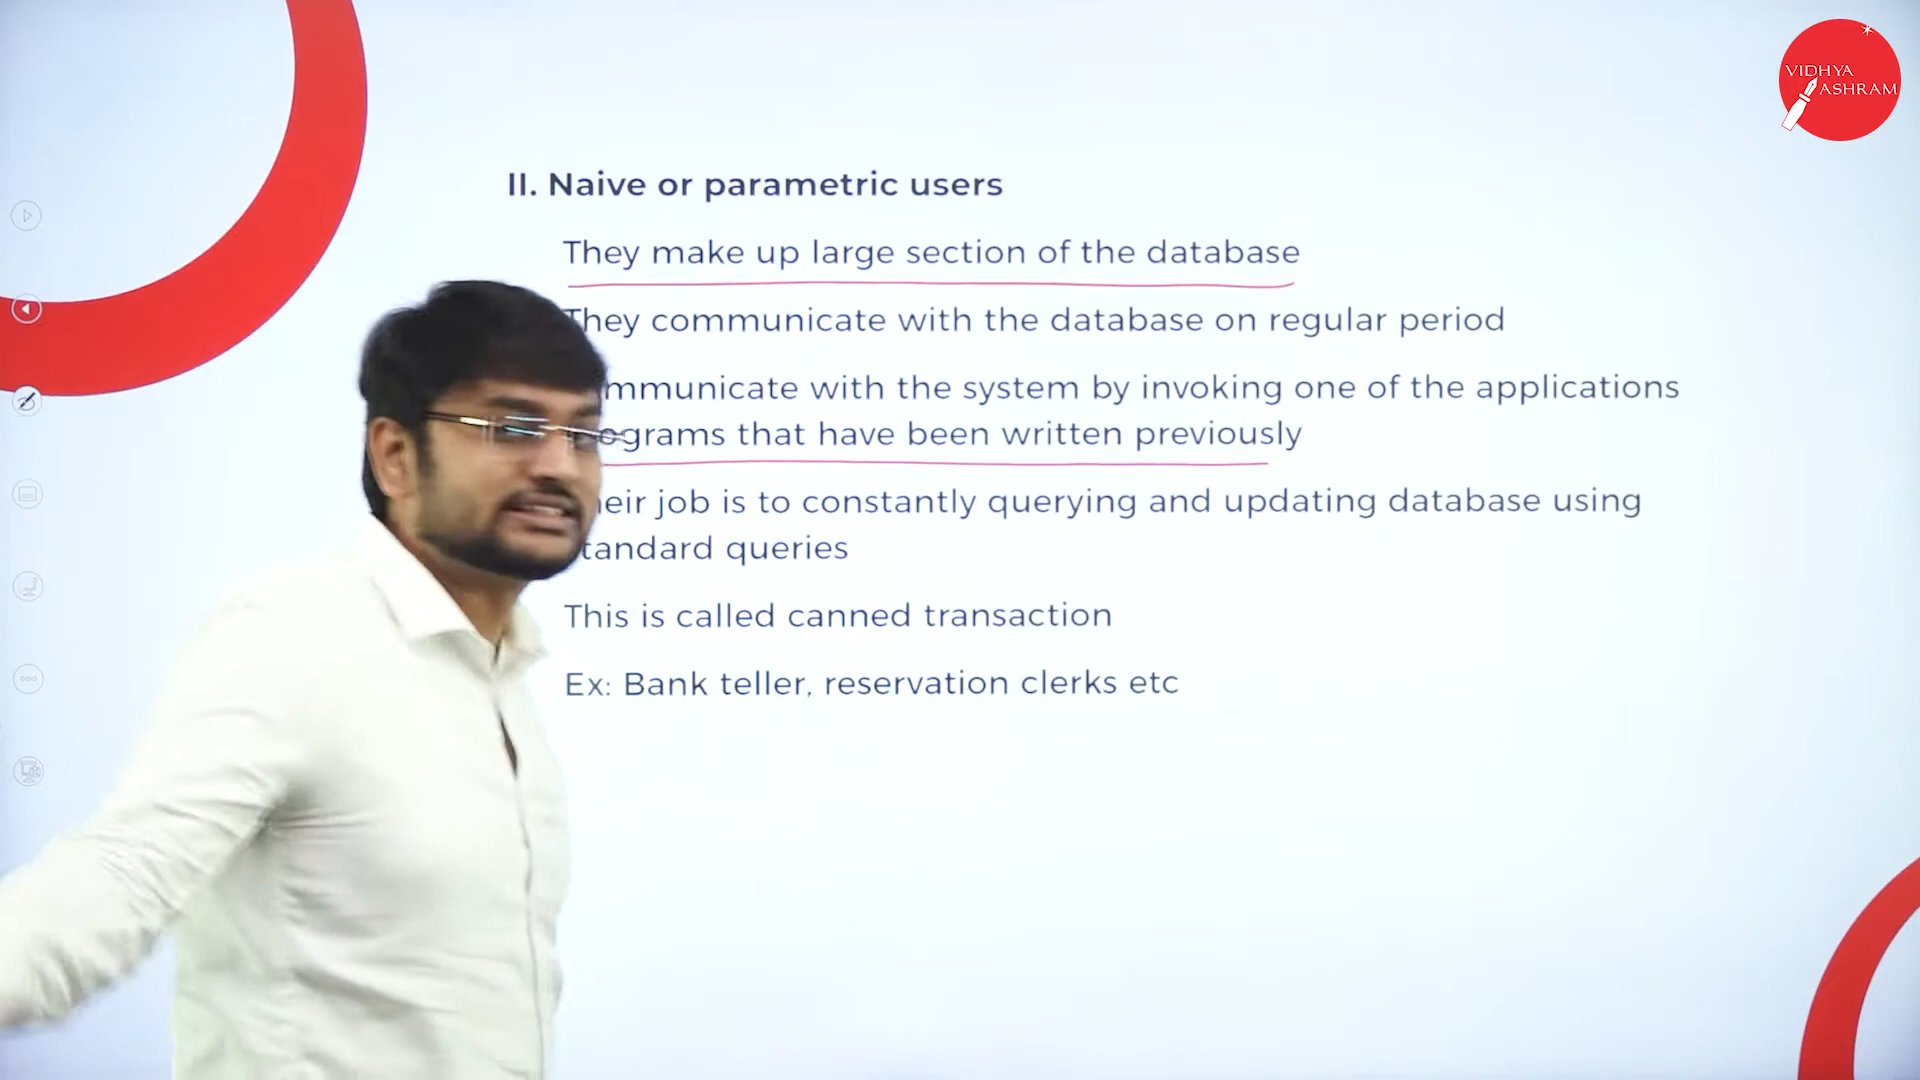 VIDHYA
ASHRAM
II. Naive or parametric users
They make up large section of the database
They communicate with the database on regular period
mmunicate with the system by invoking one of the applications
ograms that have been written previously
eir job is to constantly querying and updating database using
tandard queries
This is called canned transaction
Ex: Bank teller, reservation clerks etc